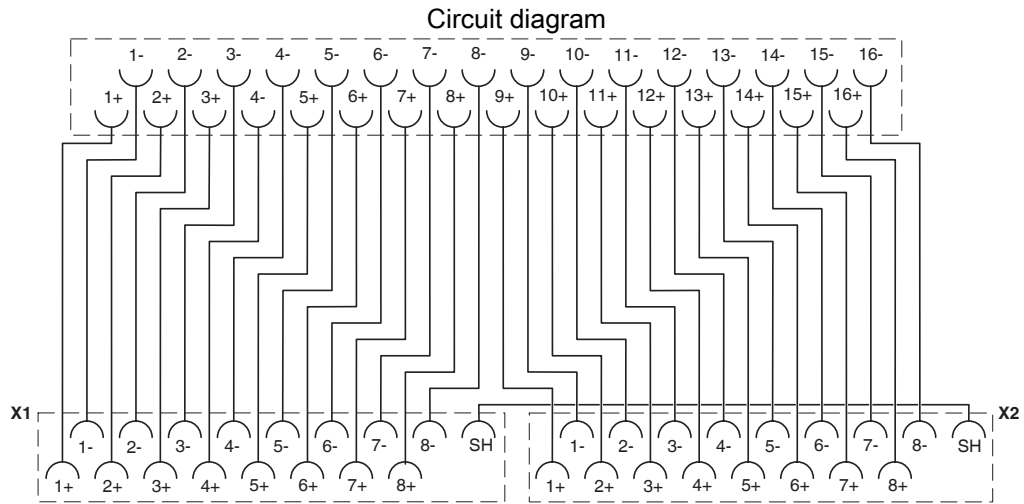 Circuit diagram
1- 2- 3- 4- 5- 6- 7- 8- 9- 10- 11- 12- 13- 14- 15- 16-
1+ 2+ 3+ 4- 5+ 6+ 7+ 8+ 9+ 10+ 11+ 12+ 13+ 14+ 15+ 16+
X1 X2
1- 2- 3- 4- 5- 6- 7- 8- SH 1- 2- 3- 4- 5- 6- 7- 8- SH
1+ 2+ 3+ 4+ 5+ 6+ 7+ 8+ 1+ 2+ 3+ 4+ 5+ 6+ 7+ 8+